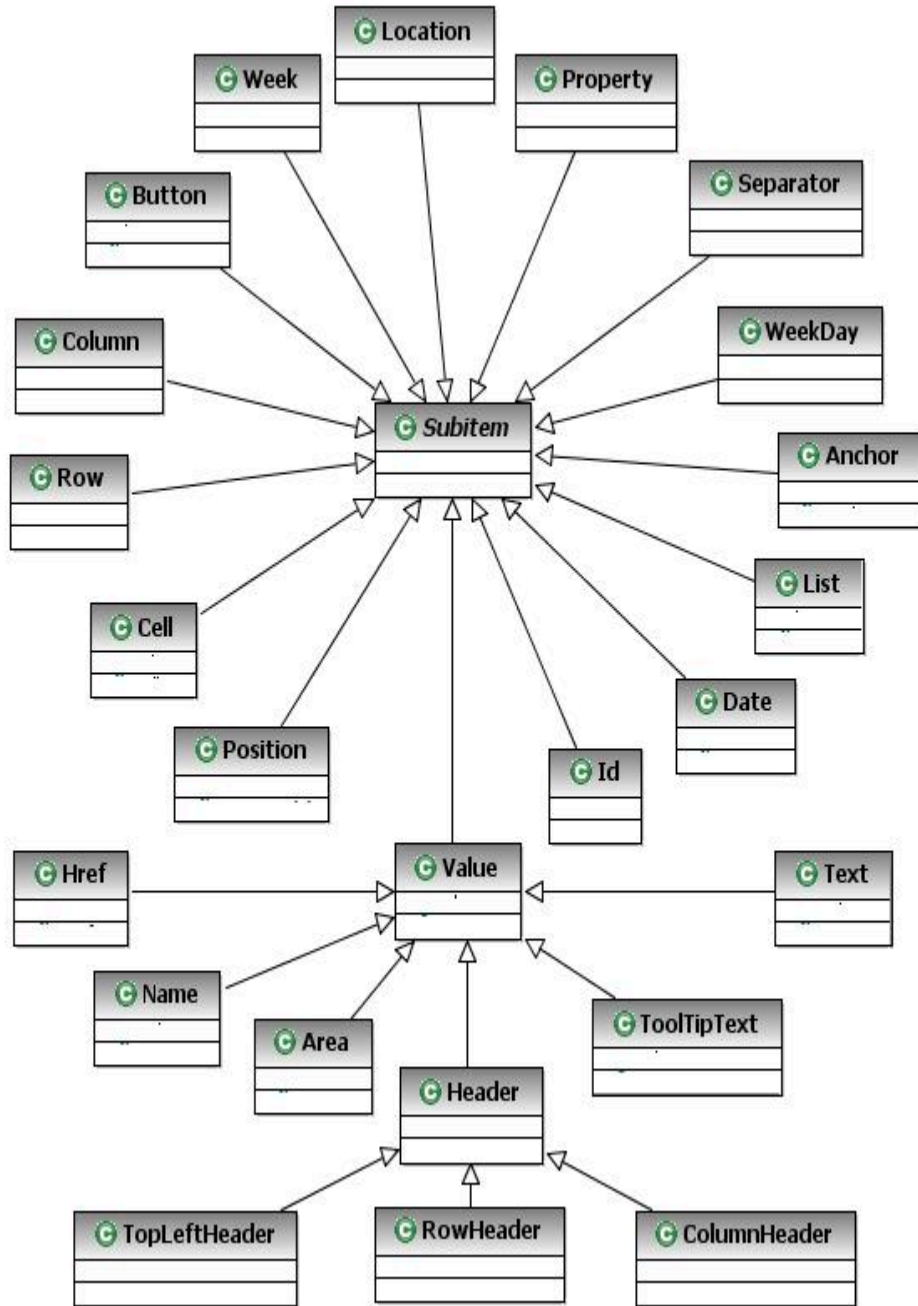 C Location
C Week
C Property
C Separator
C Button
C WeekDay
C Column
C Subitem
C Anchor
C Row
C List
C Cell
C Date
C Position
C Id
C Href
C Value
C Text
C Name
C ToolTipText
C Area
C Header
C TopLeftHeader
C RowHeader
C ColumnHeader